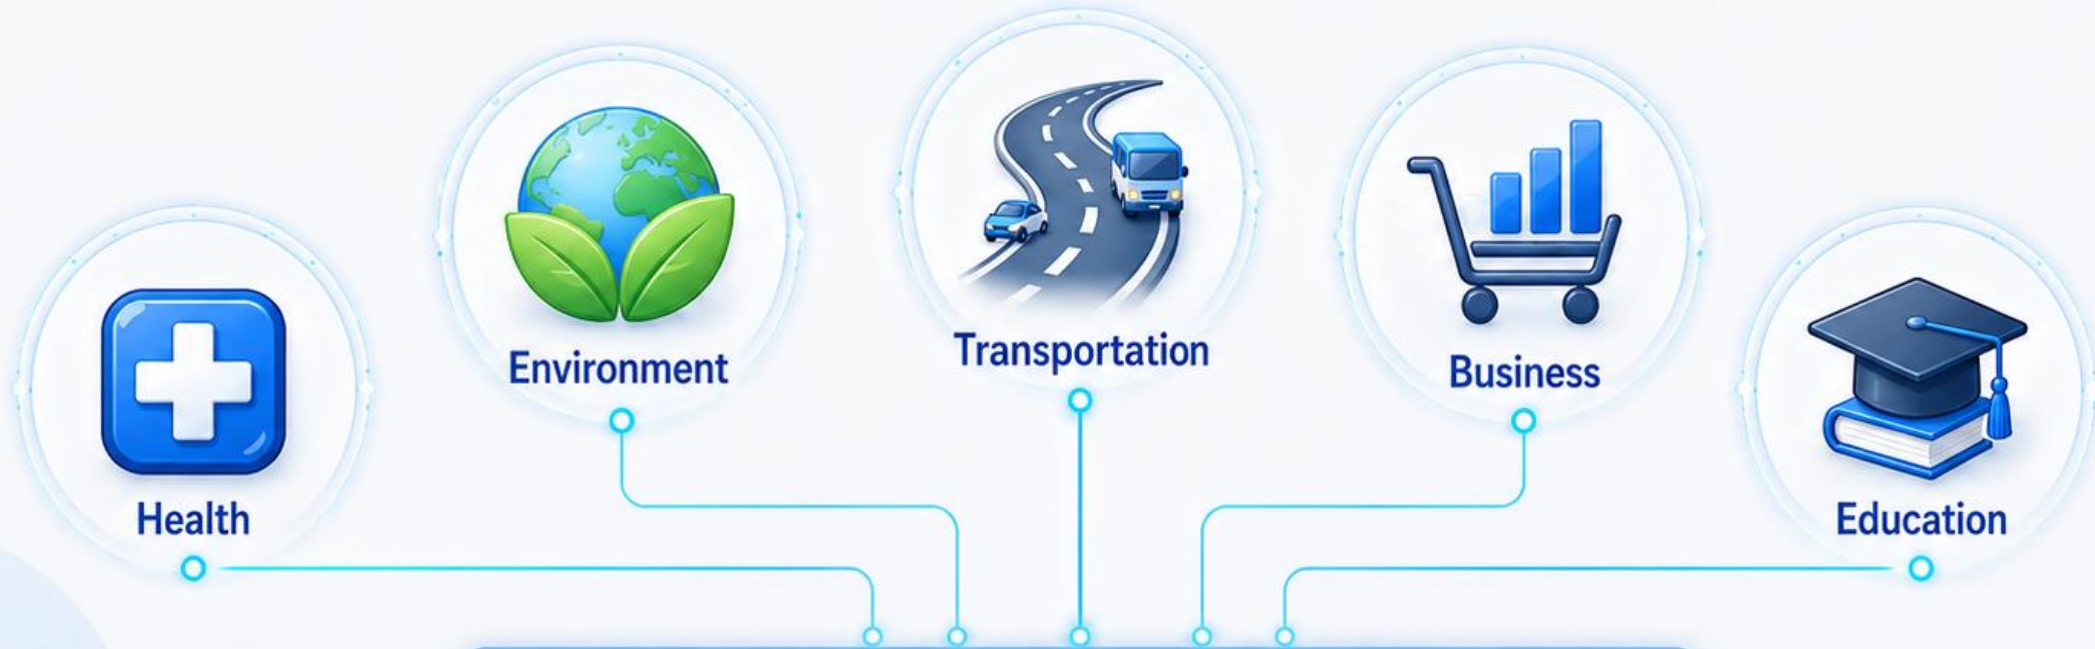 Health
Environment
Transportation
Business
Education